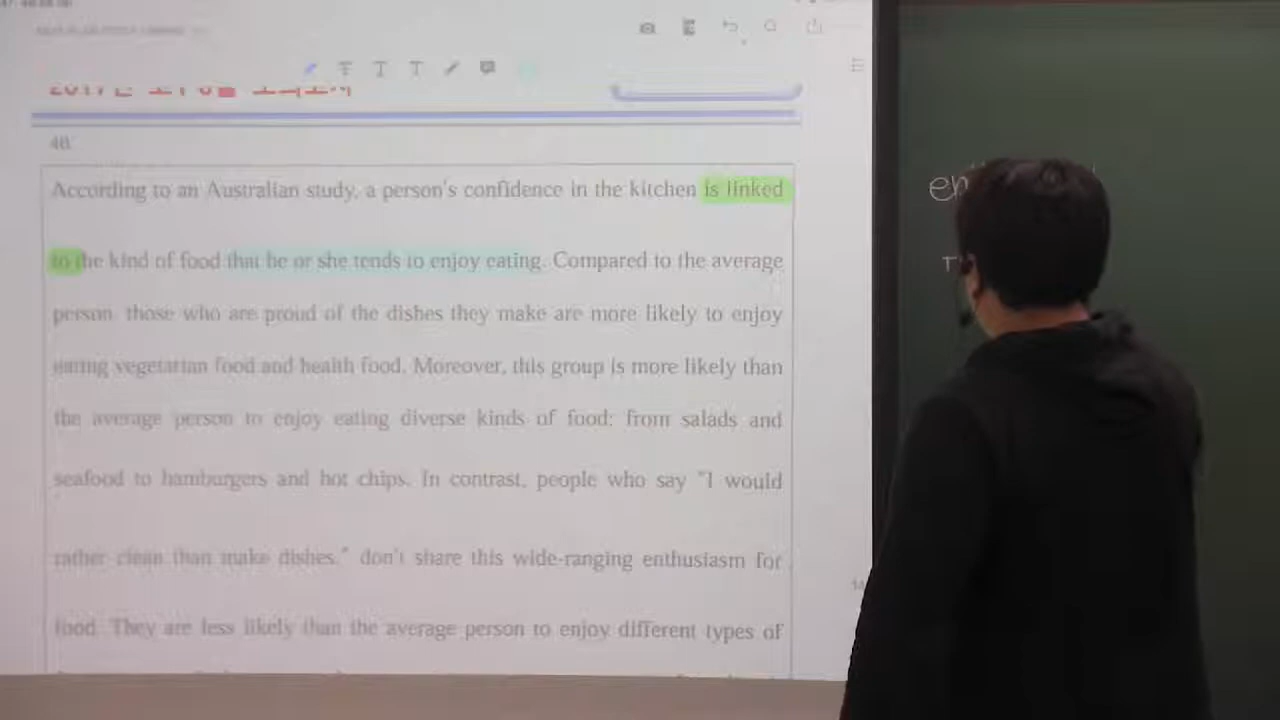 40.
According to an Australian study, a person's confidence in the kitchen is linked
to the kind of food that he or she tends to enjoy eating. Compared to the average
person, those who are proud of the dishes they make are more likely to enjoy
eating vegetarian food and health food. Moreover, this group is more likely than
the average person to enjoy eating diverse kinds of food: from salads and
seafood to hamburgers and hot chips. In contrast, people who say "I would
rather clean than make dishes." don't share this wide-ranging enthusiasm for
food. They are less likely than the average person to enjoy different types of
en